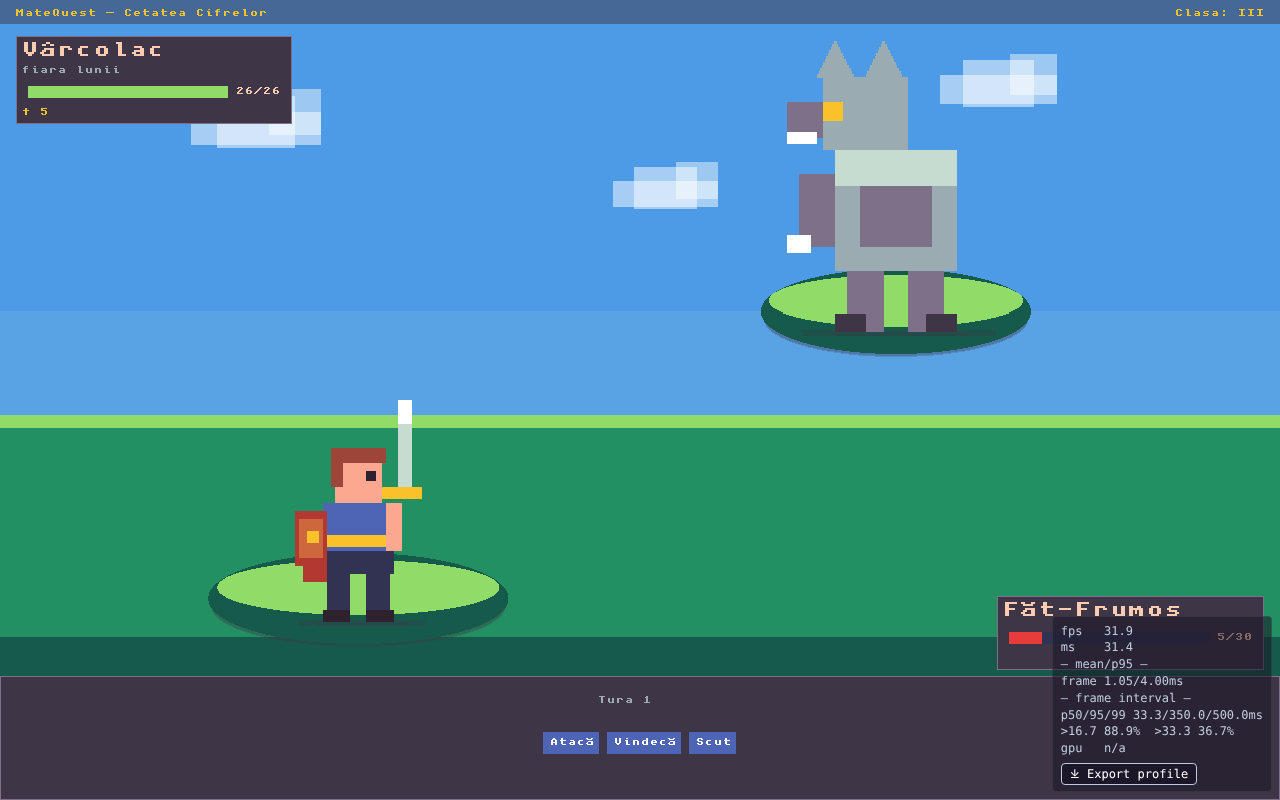 MateQuest — Cetatea Cifrelor
Clasa: III
Vârcolac
fiara lunii
26/26
† 5
Făt-Frumos
5/30
fps 31.9
ms 31.4
— mean/p95 —
frame 1.05/4.00ms
— frame interval —
p50/95/99 33.3/350.0/500.0ms
>16.7 88.9% >33.3 36.7%
gpu n/a
Export profile
Tura 1
Atacă
Vindecă
Scut